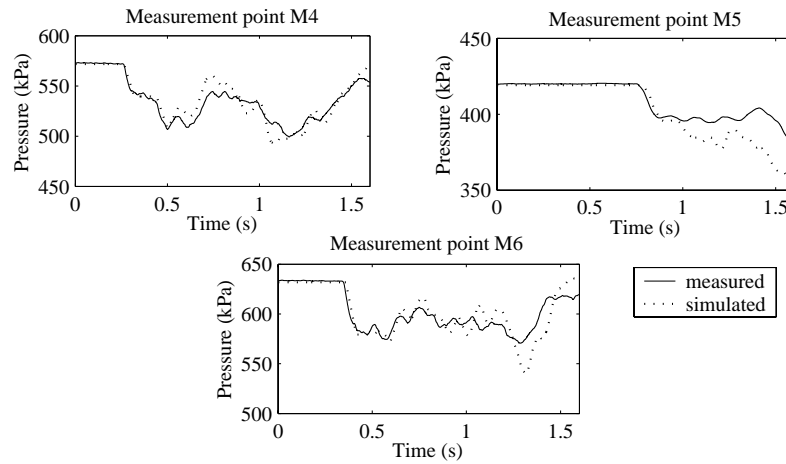 Measurement point M4
600
550
500
450
Pressure (kPa)
0
0.5
1
1.5
Time (s)
Measurement point M5
450
400
350
Pressure (kPa)
0
0.5
1
1.5
Time (s)
Measurement point M6
650
600
550
500
Pressure (kPa)
0
0.5
1
1.5
Time (s)
measured
simulated